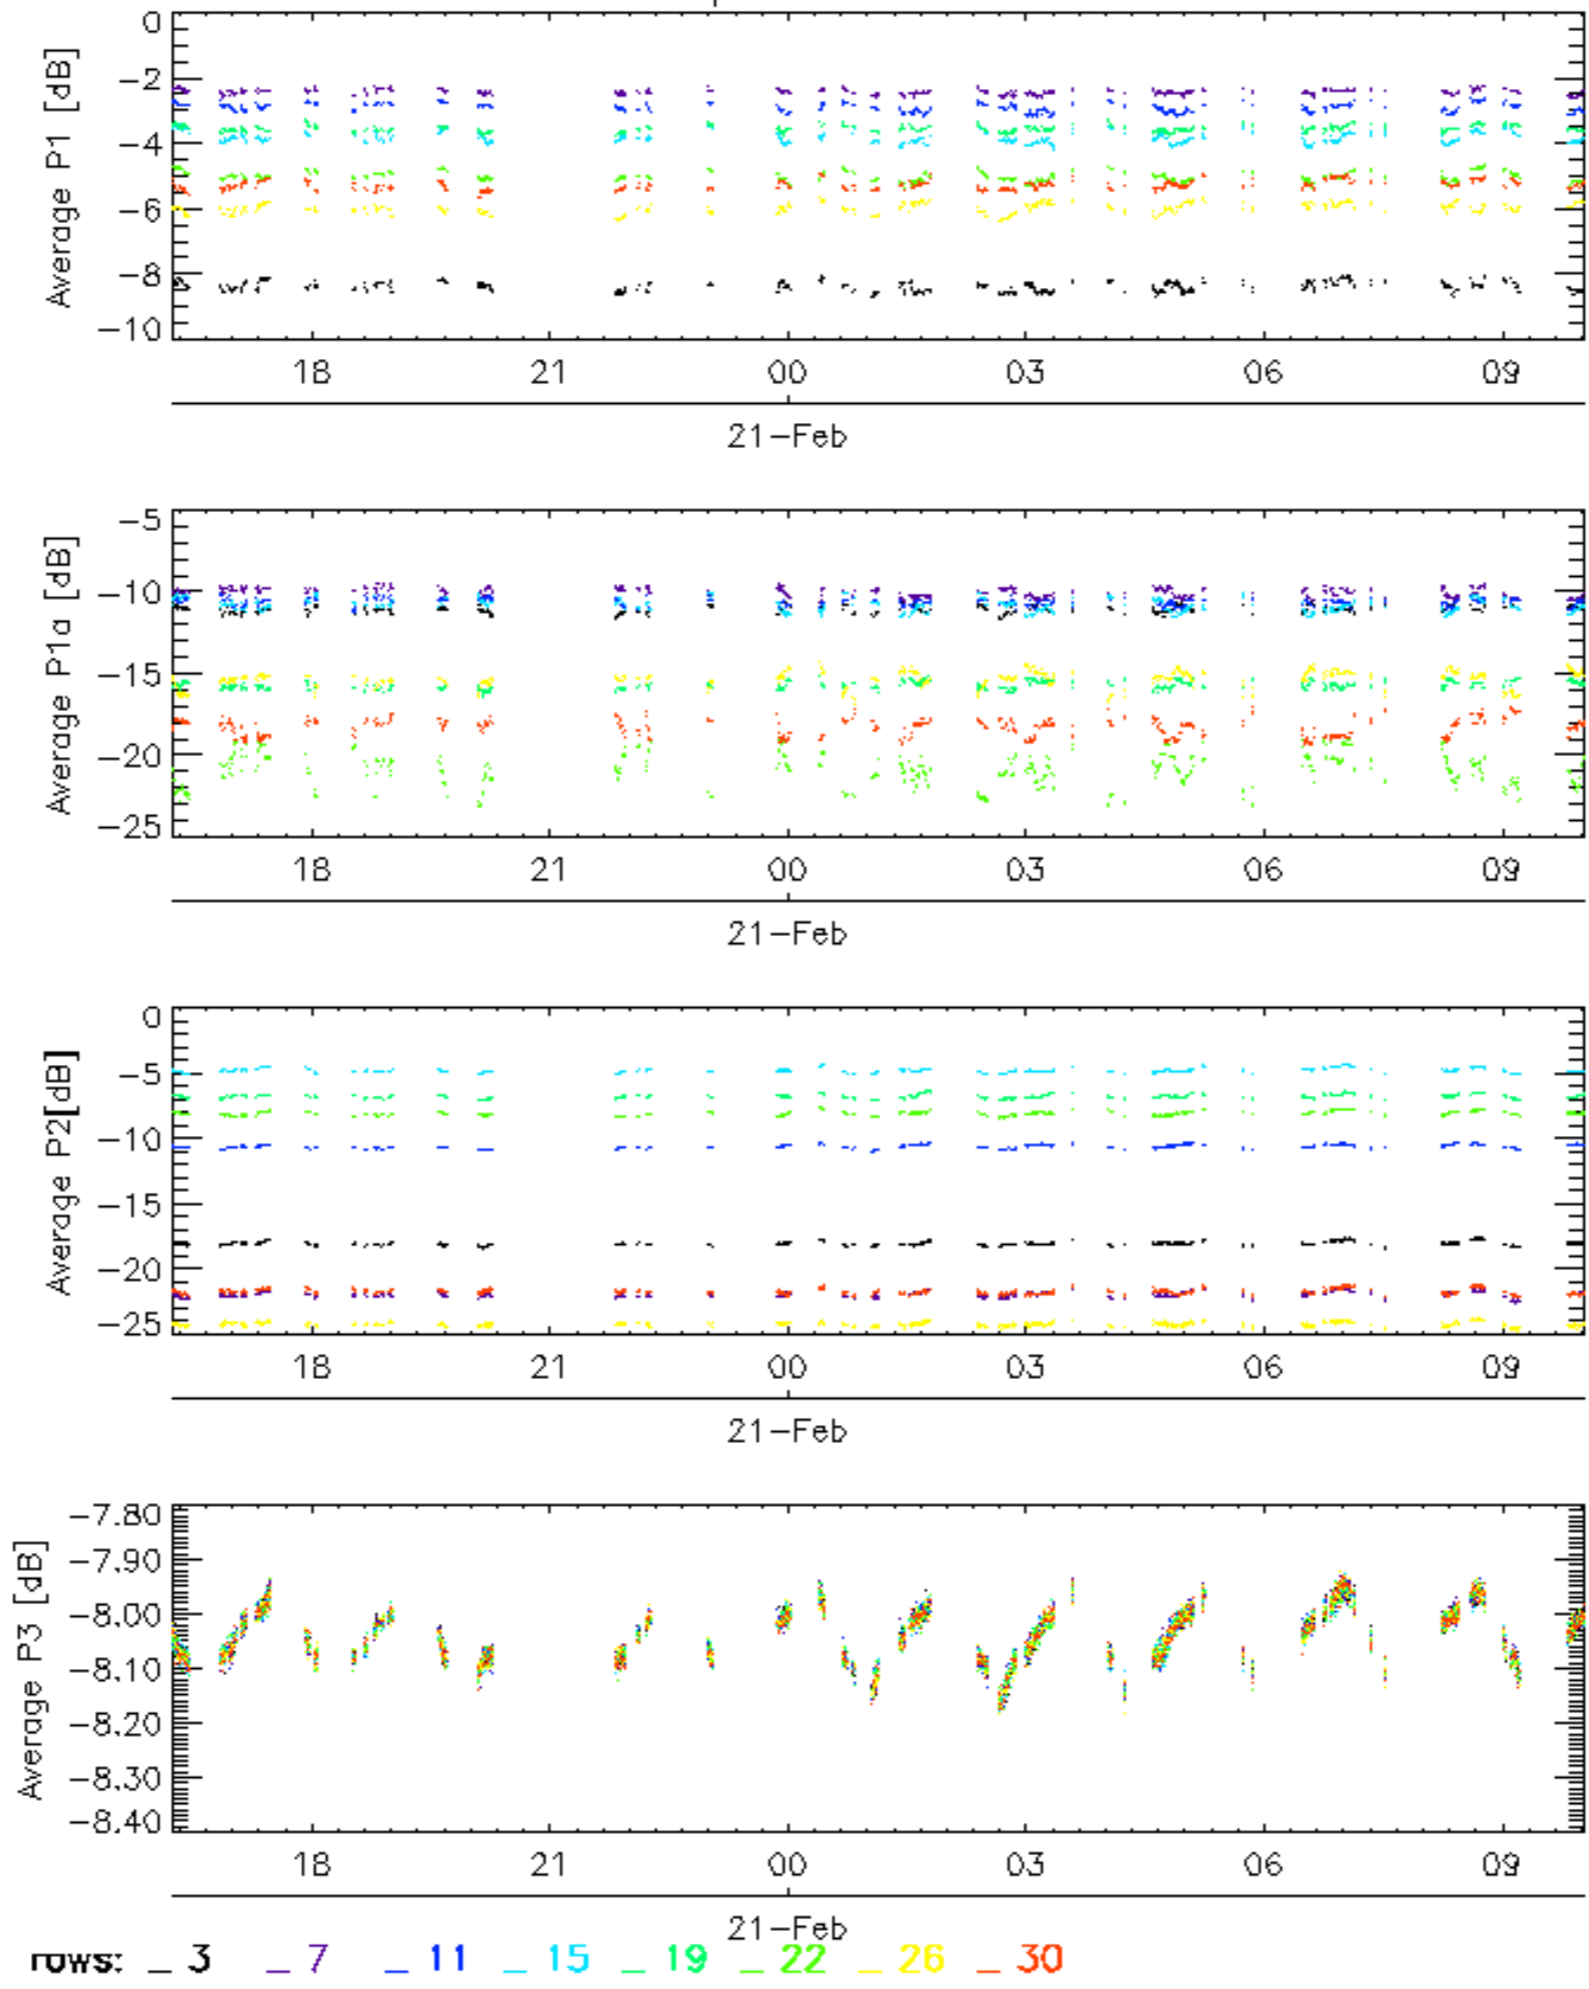 Average P1 [dB]
0
−2
−4
−6
−8
−10
18 21 00 03 06 09
21−Feb
Average P1a [dB]
−5
−10
−15
−20
−25
18 21 00 03 06 09
21−Feb
Average P2[dB]
0
−5
−10
−15
−20
−25
18 21 00 03 06 09
21−Feb
Average P3 [dB]
−7.80
−7.90
−8.00
−8.10
−8.20
−8.30
−8.40
18 21 00 03 06 09
21−Feb
rows: _ 3 _ 7 _ 11 _ 15 _ 19 _ 22 _ 26 _ 30